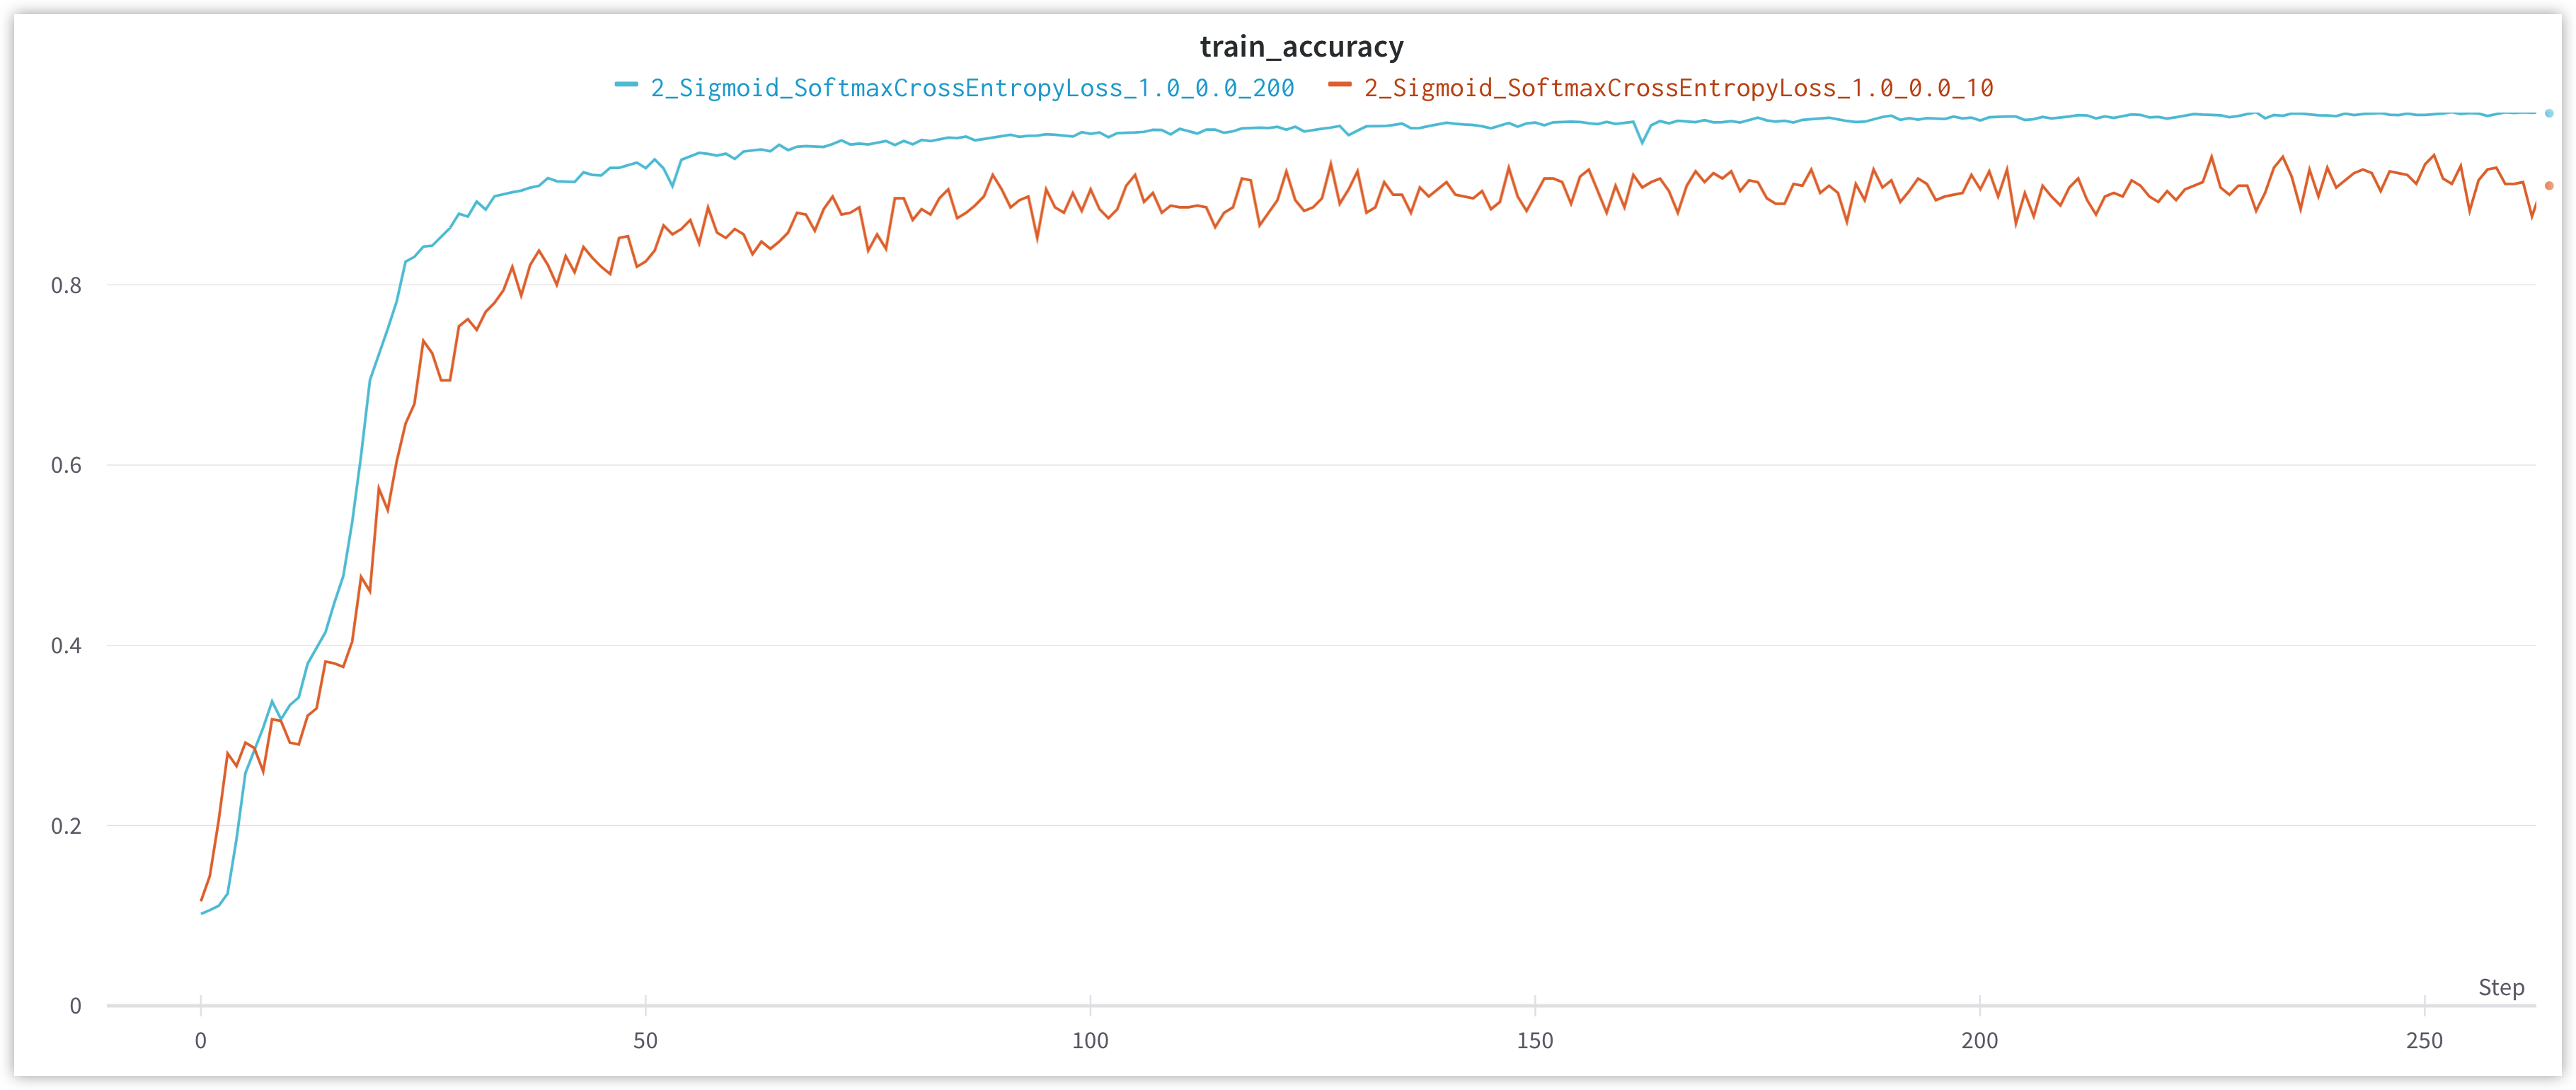 train_accuracy
2_Sigmoid_SoftmaxCrossEntropyLoss_1.0_0.0_200 2_Sigmoid_SoftmaxCrossEntropyLoss_1.0_0.0_10
0.8
0.6
0.4
0.2
Step
0
0 50 100 150 200 250